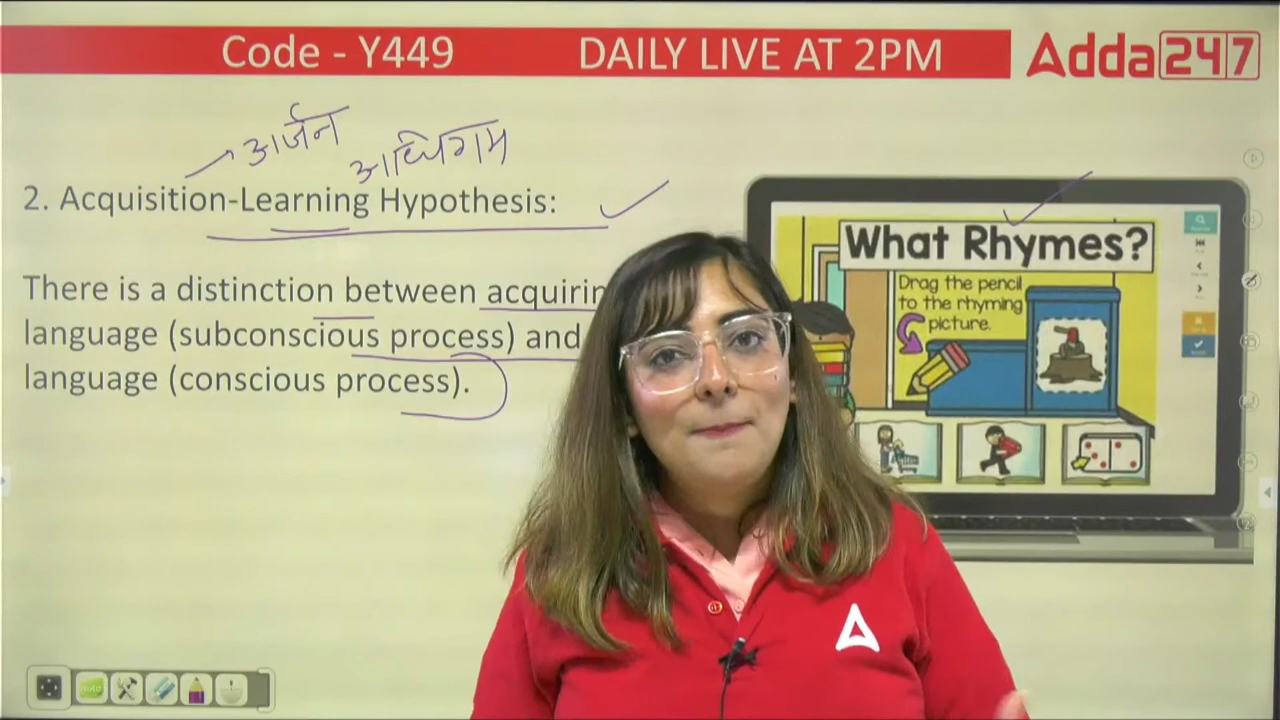 Code - Y449 DAILY LIVE AT 2PM Adda247
अर्जन
अधिगम
2. Acquisition-Learning Hypothesis:
There is a distinction between acquirin
language (subconscious process) and
language (conscious process).
What Rhymes?
Drag the pencil
to the rhyming
picture.